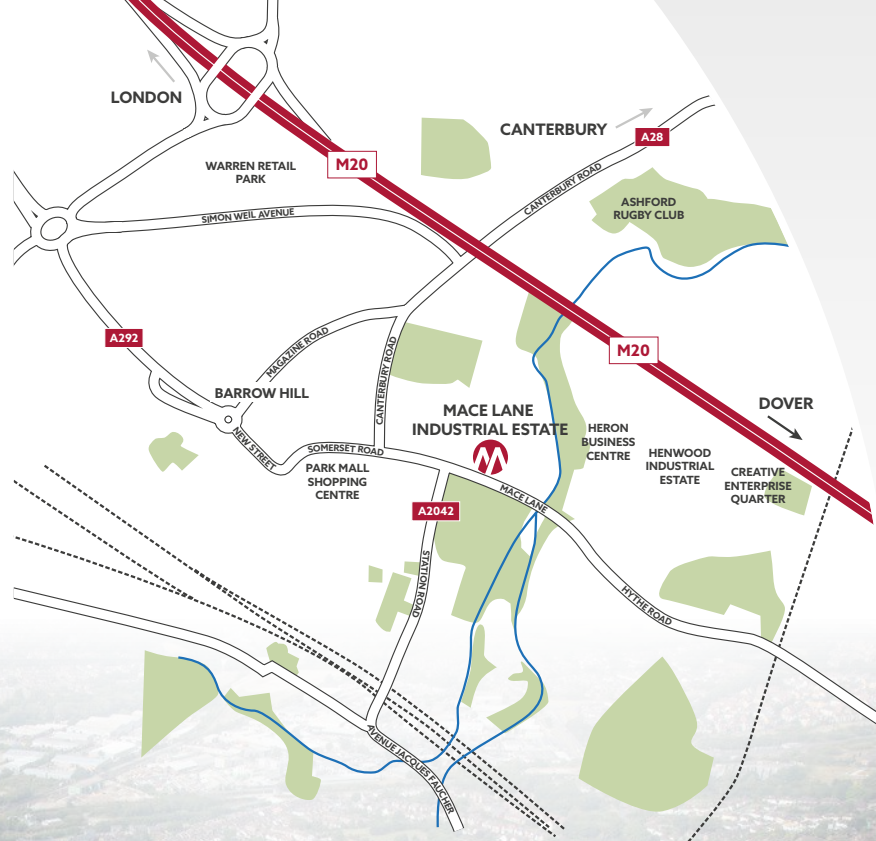 LONDON
CANTERBURY
A28
WARREN RETAIL
PARK
M20
CANTERBURY ROAD
ASHFORD
RUGBY CLUB
SIMON WEIL AVENUE
A292
MAGAZINE ROAD
CANTERBURY ROAD
M20
BARROW HILL
MACE LANE
INDUSTRIAL ESTATE
DOVER
NEW STREET
SOMERSET ROAD
HERON
BUSINESS
CENTRE
HENWOOD
INDUSTRIAL
ESTATE
CREATIVE
ENTERPRISE
QUARTER
PARK MALL
SHOPPING
CENTRE
MACE LANE
A2042
STATION ROAD
HYTHE ROAD
AVENUE JACQUES FAUCHER